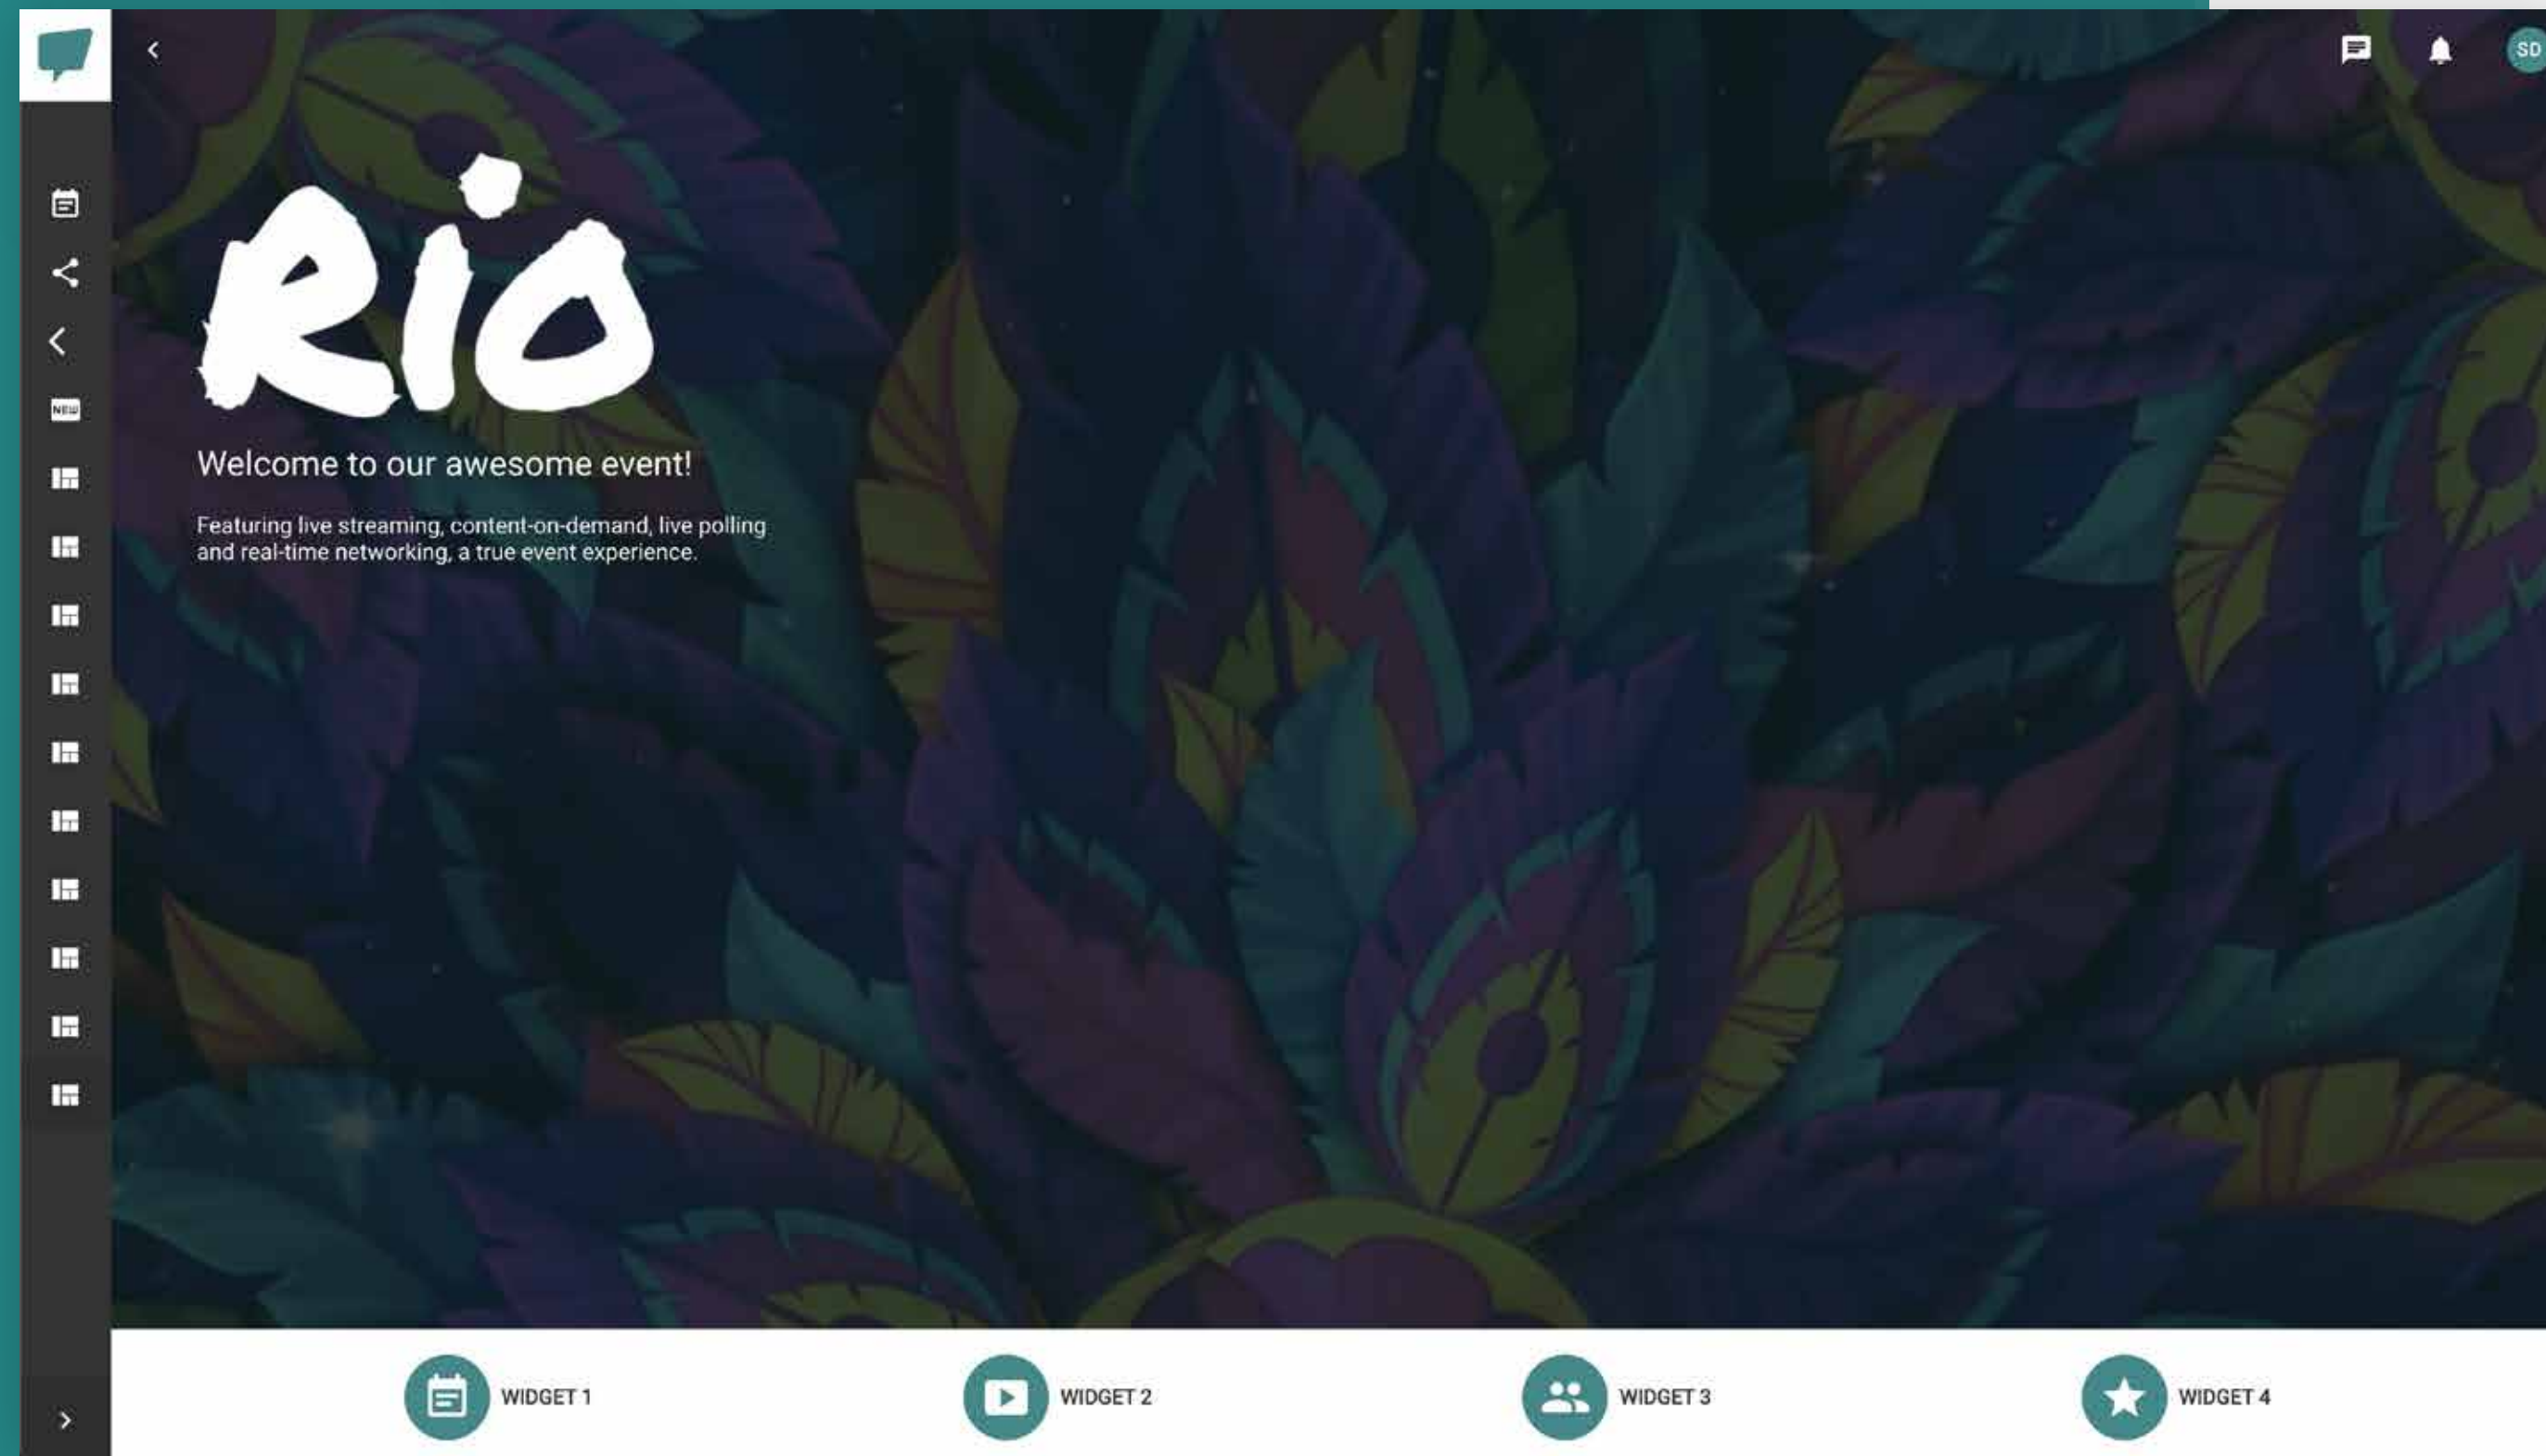 SD
Rio
NEW
Welcome to our awesome event!
Featuring live streaming, content-on-demand, live polling
and real-time networking, a true event experience.
WIDGET 1
WIDGET 2
WIDGET 3
WIDGET 4